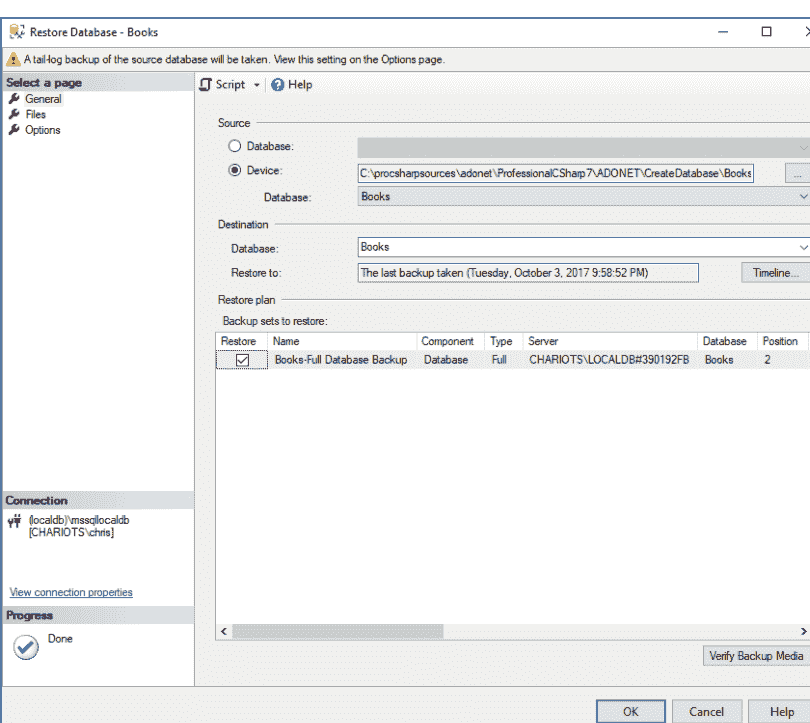 Restore Database - Books
A tail-log backup of the source database will be taken. View this setting on the Options page.
Select a page
General
Files
Options
Script
Help
Source
Database:
Device:
C:\procsharpsources\adonet\ProfessionalCSharp7\ADONET\CreateDatabase\Books
...
Database:
Books
Destination
Database:
Books
Restore to:
The last backup taken (Tuesday, October 3, 2017 9:58:52 PM)
Timeline...
Restore plan
Backup sets to restore:
Restore Name Component Type Server Database Position
Books-Full Database Backup Database Full CHARIOTS\LOCALDB#390192FB Books 2
Connection
(localdb)\mssqllocaldb
[CHARIOTS\chris]
View connection properties
Progress
Done
Verify Backup Media
OK
Cancel
Help